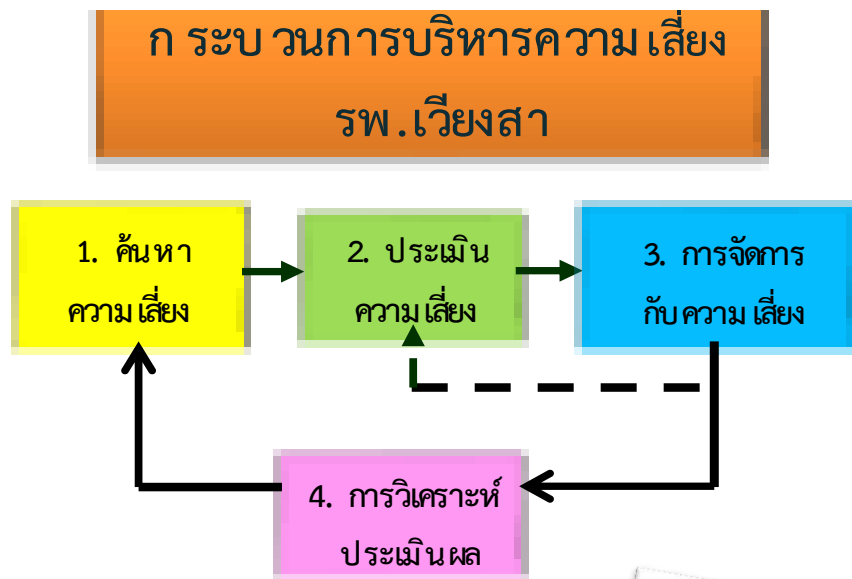 กระบวนการบริหารความเสี่ยง
รพ.เวียงสา
1. ค้นหา
ความเสี่ยง
2. ประเมิน
ความเสี่ยง
3. การจัดการ
กับความเสี่ยง
4. การวิเคราะห์
ประเมินผล